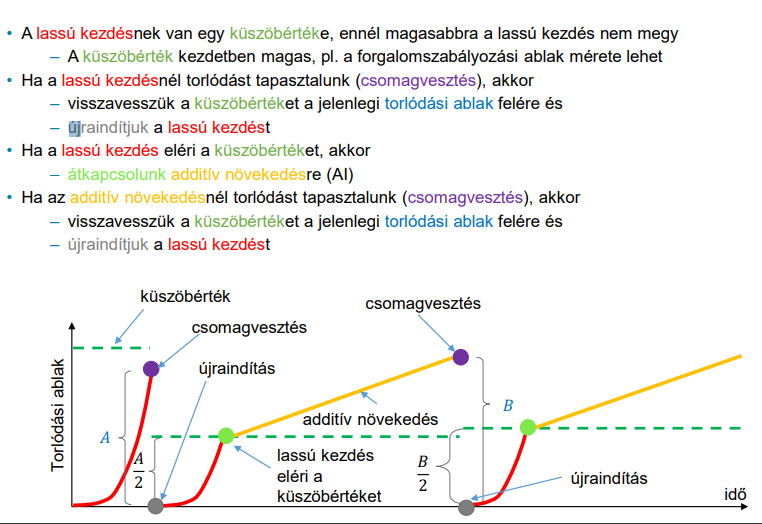 • A lassú kezdésnek van egy küszöbértéke, ennél magasabbra a lassú kezdés nem megy
– A küszöbérték kezdetben magas, pl. a forgalomszabályozási ablak mérete lehet
• Ha a lassú kezdésnél torlódást tapasztalunk (csomagvesztés), akkor
– visszavesszük a küszöbértéket a jelenlegi torlódási ablak felére és
– újraindítjuk a lassú kezdést
• Ha a lassú kezdés eléri a küszöbértéket, akkor
– átkapcsolunk additív növekedésre (AI)
• Ha az additív növekedésnél torlódást tapasztalunk (csomagvesztés), akkor
– visszavesszük a küszöbértéket a jelenlegi torlódási ablak felére és
– újraindítjuk a lassú kezdést
küszöbérték
csomagvesztés
csomagvesztés
újraindítás
Torlódási ablak
A
A
2
additív növekedés
lassú kezdés
eléri a
küszöbértéket
B
B
2
újraindítás
idő